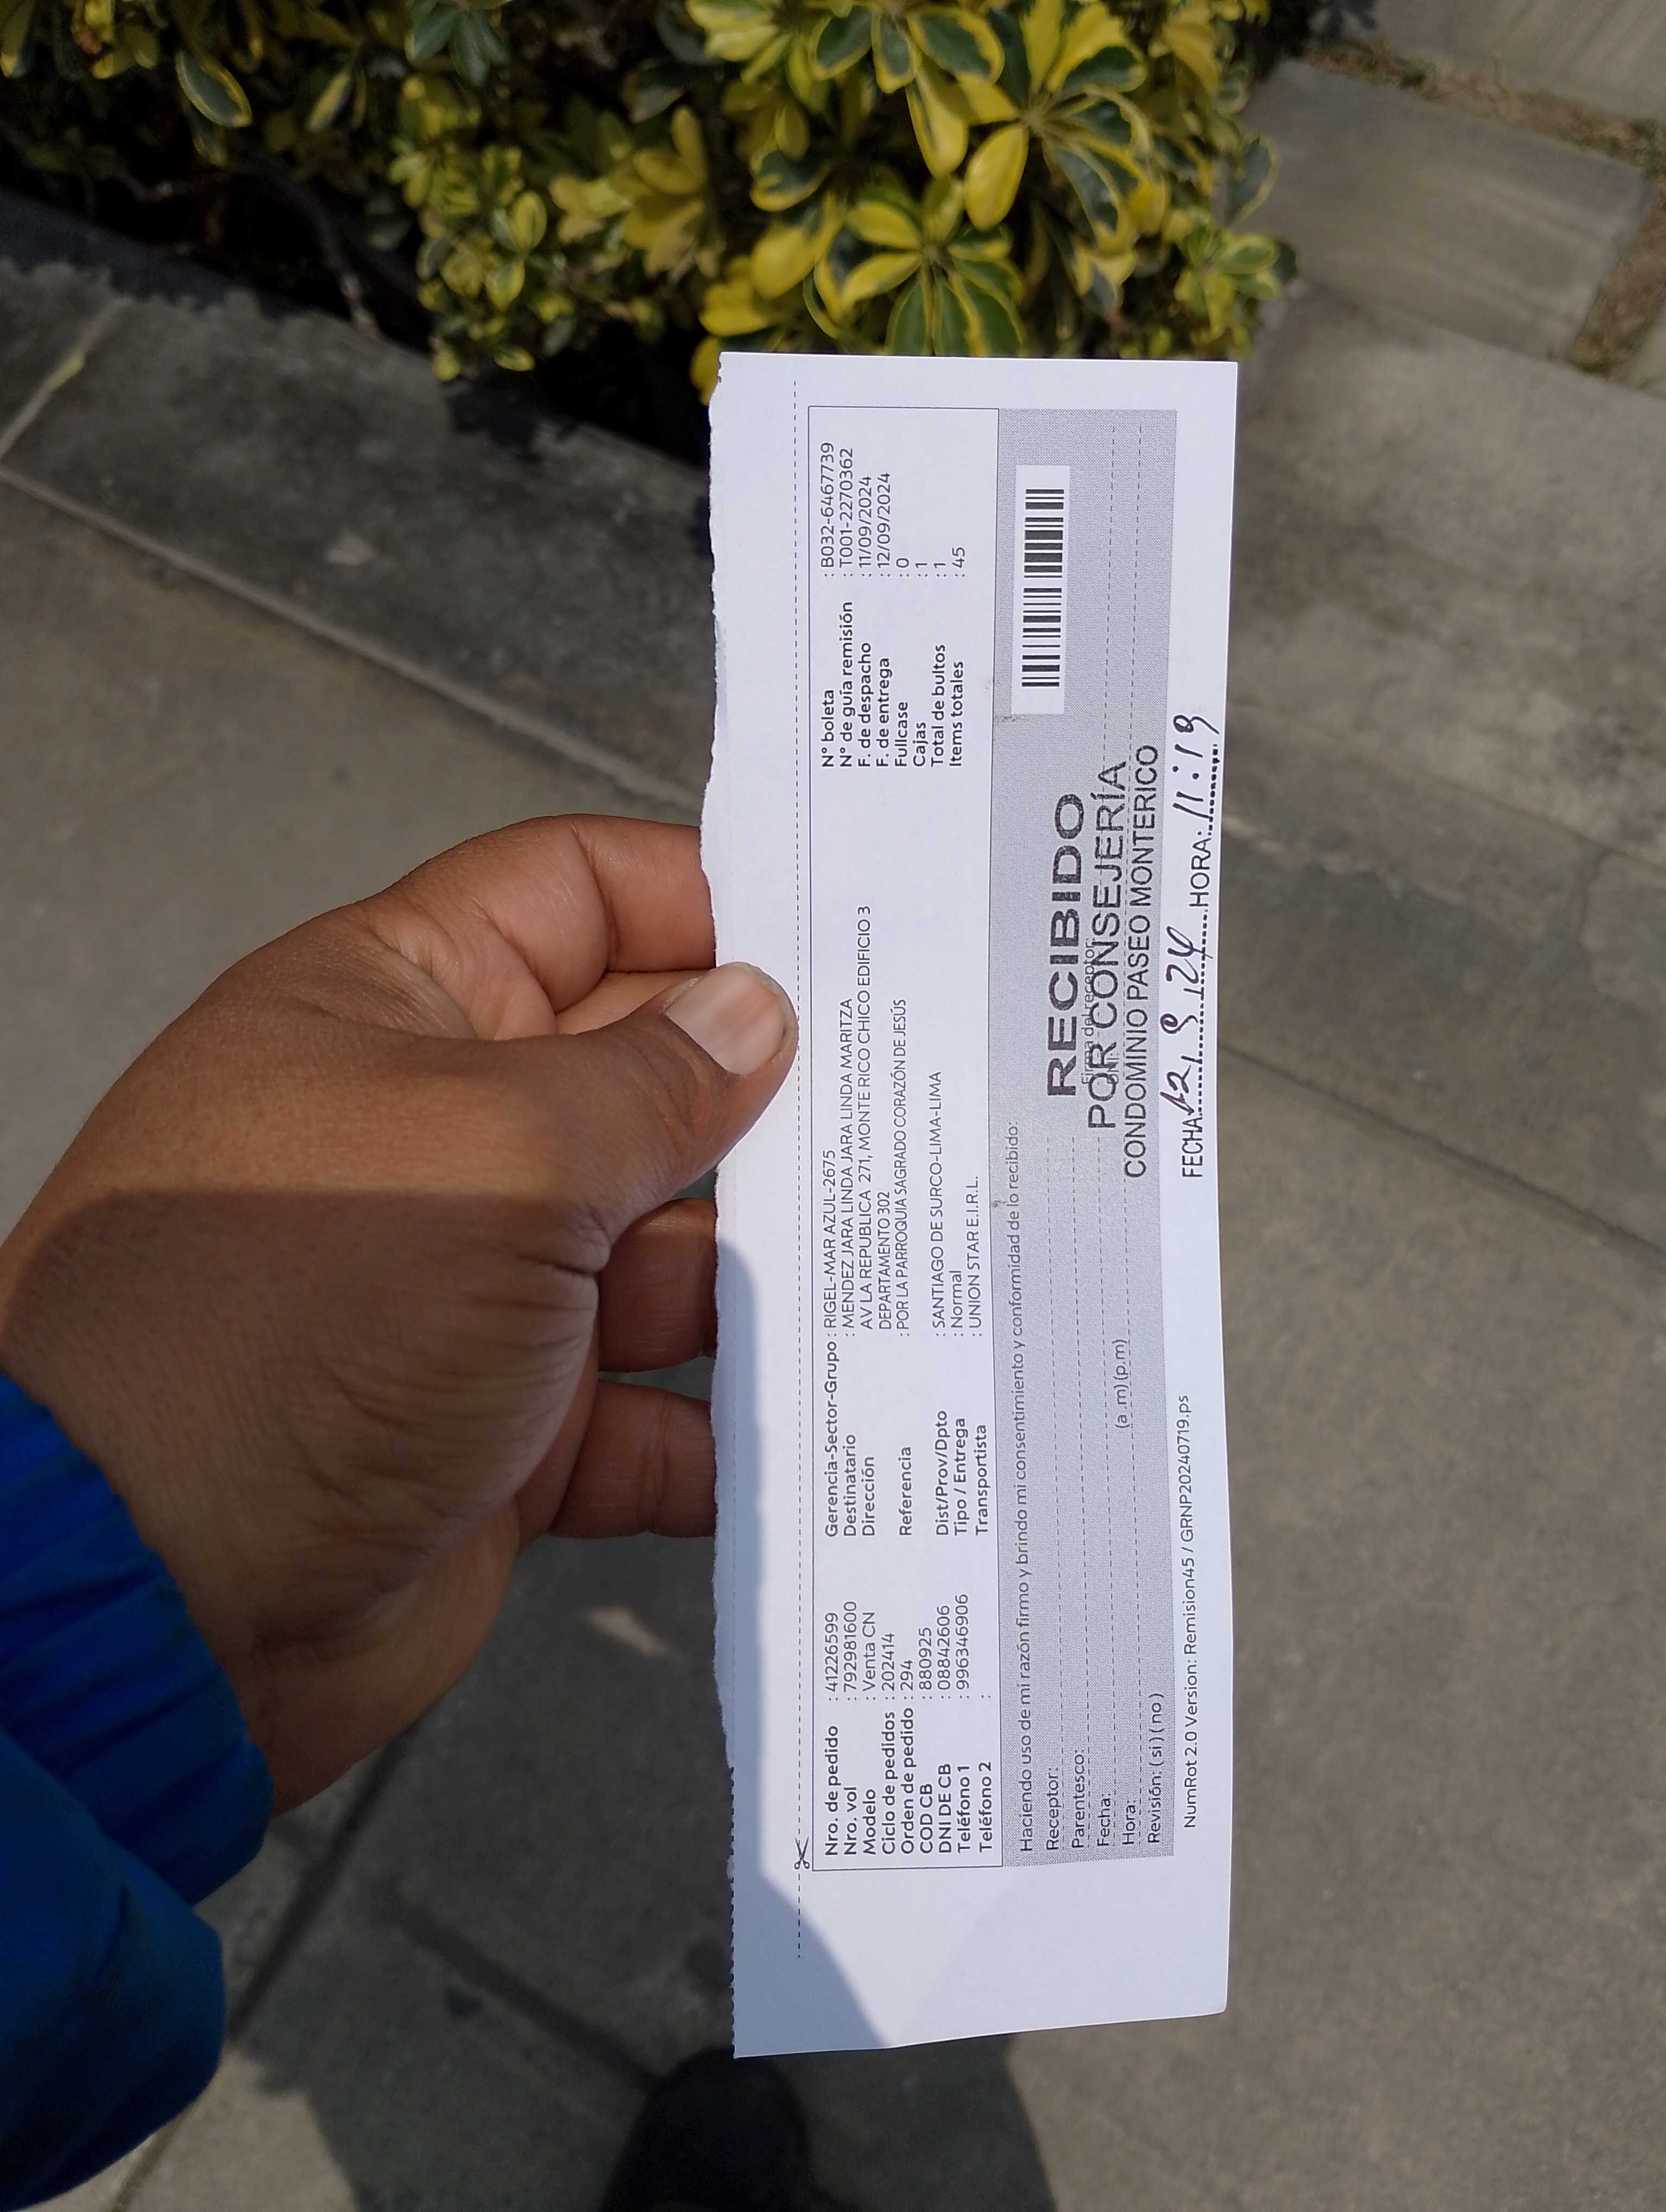 Nro. de pedido : 41226599
Nro. vol : 792981600
Modelo : Venta CN
Ciclo de pedidos : 202414
Orden de pedido : 294
COD CB : 880925
DNI DE CB : 08842606
Teléfono 1 : 996346906
Teléfono 2 :
Gerencia-Sector-Grupo : RIGEL-MAR AZUL-2675
Destinatario : MENDEZ JARA LINDA JARA LINDA MARITZA
Dirección AV LA REPUBLICA 271, MONTE RICO CHICO EDIFICIO 3
DEPARTAMENTO 302
Referencia : POR LA PARROQUIA SAGRADO CORAZÓN DE JESÚS
Dist/Prov/Dpto : SANTIAGO DE SURCO-LIMA-LIMA
Tipo / Entrega : Normal
Transportista : UNION STAR E.I.R.L.
N° boleta : B032-6467739
N° de guía remisión : T001-2270362
F. de despacho : 11/09/2024
F. de entrega : 12/09/2024
Fullcase : 0
Cajas : 1
Total de bultos : 1
Items totales : 45
Haciendo uso de mi razón firmo y brindo mi consentimiento y conformidad de lo recibido:
Receptor:
Parentesco:
Fecha:
Hora: (a.m) (p.m)
Revisión: ( si ) ( no )
Firma del receptor:
DNI:
RECIBIDO
POR CONSEJERÍA
CONDOMINIO PASEO MONTERICO
FECHA: 12, 9, 24 HORA: 11:19
NumRot 2.0 Version: Remision45 / GRNP20240719.ps